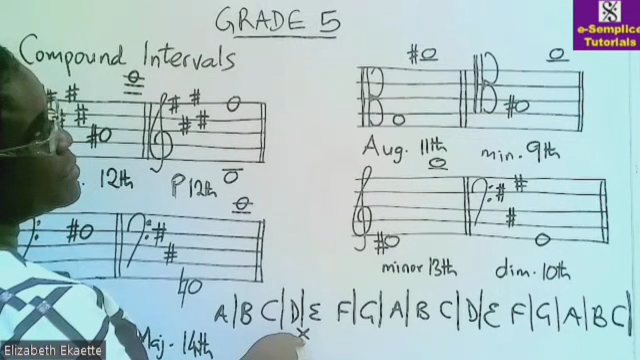 GRADE 5
e-Semplice
Tutorials
Compound Intervals
. 12th
P 12th
Aug. 11th
min. 9th
minor 13th
dim. 10th
Maj. 14th
A|B C|D|E F|G|A|B C|D|E F|G|A|B C|
x
Elizabeth Ekaette